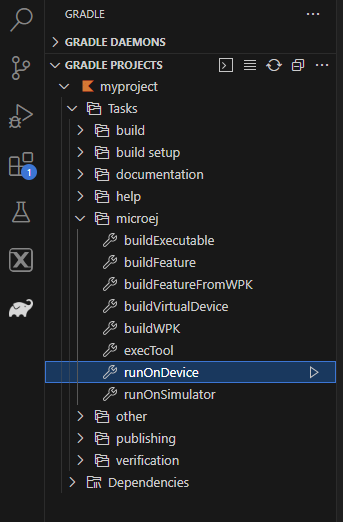 GRADLE
GRADLE DAEMONS
GRADLE PROJECTS
myproject
Tasks
build
build setup
documentation
help
microej
buildExecutable
buildFeature
buildFeatureFromWPK
buildVirtualDevice
buildWPK
execTool
runOnDevice
runOnSimulator
other
publishing
verification
Dependencies
1